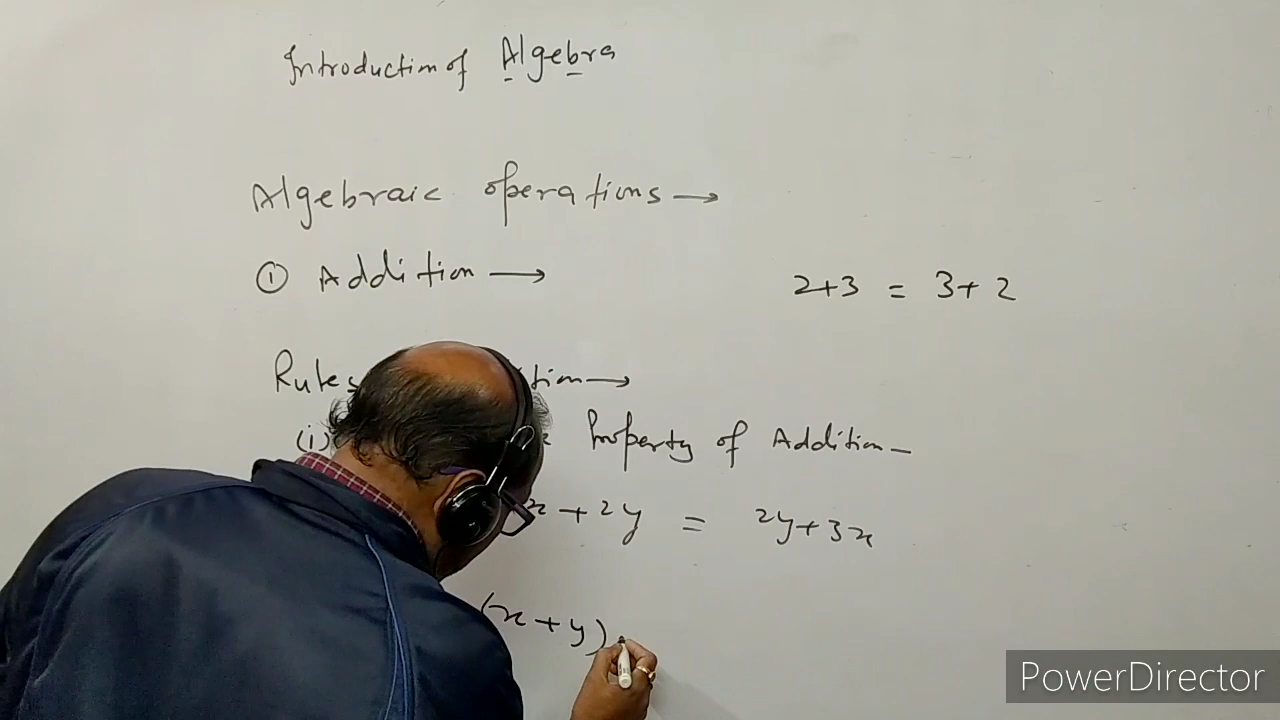 Introduction of Algebra
Algebraic operations →
① Addition →
2+3 = 3+2
Rules →
(i) Property of Addition -
x + 2y = 2y + 3x
(x + y)
PowerDirector